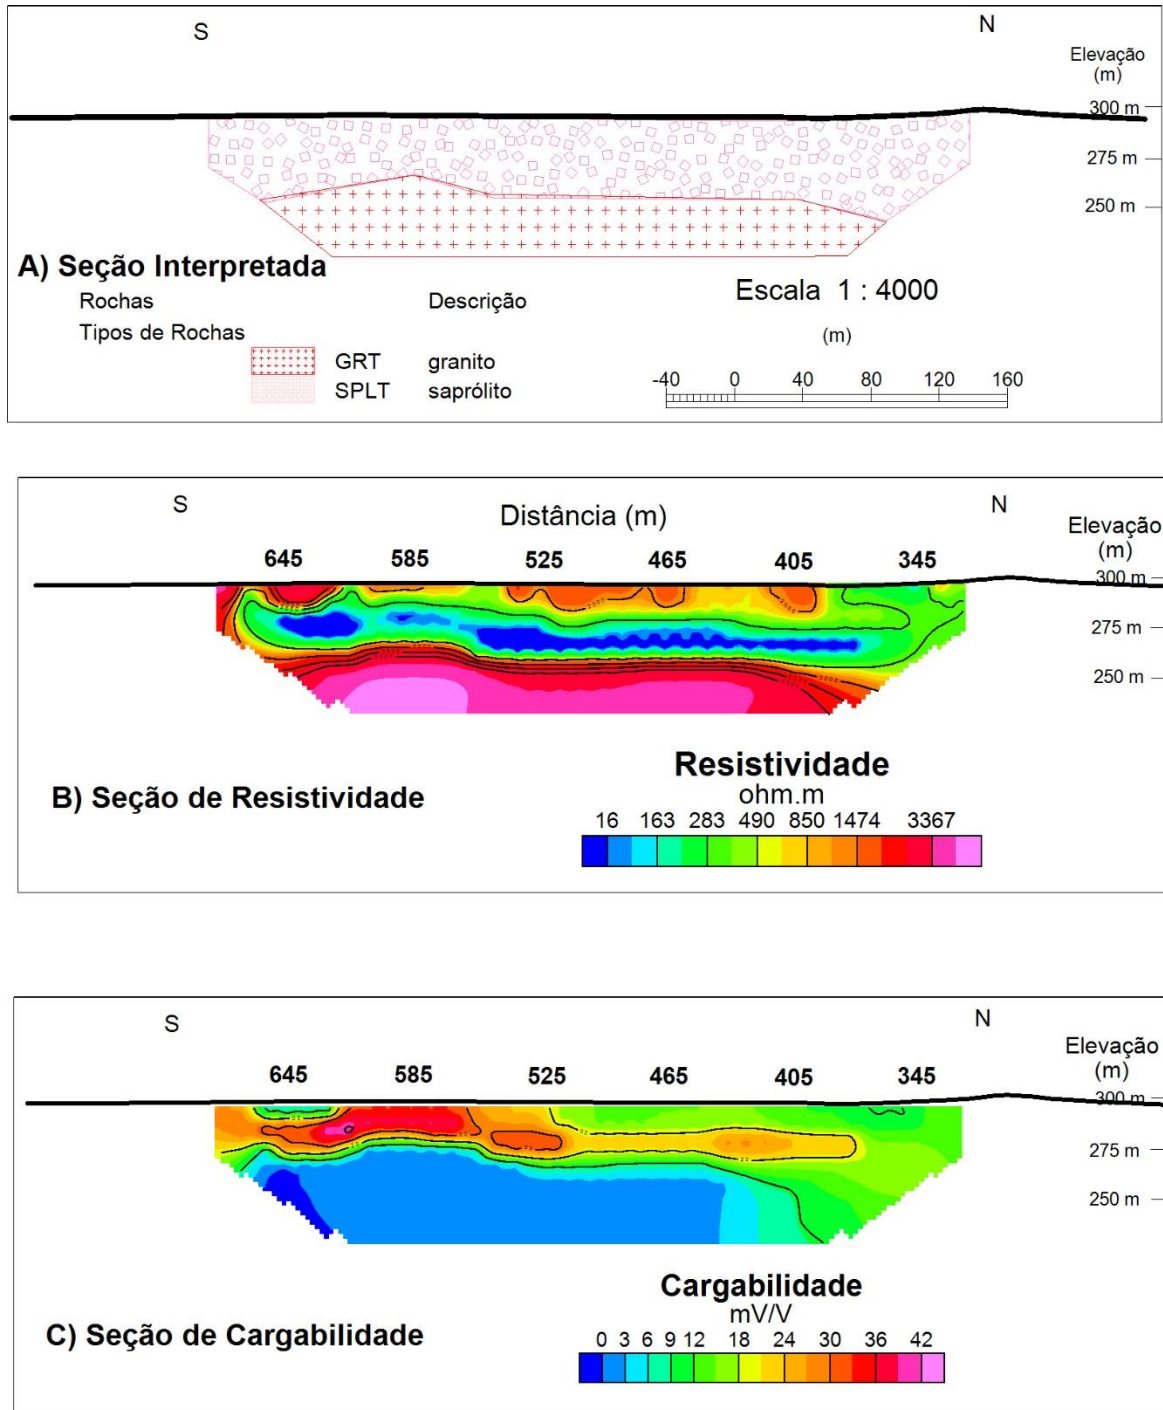 S N
Elevação
(m)
300 m
275 m
250 m
A) Seção Interpretada
Rochas Descrição
Tipos de Rochas
GRT granito
SPLT saprólito
Escala 1 : 4000
(m)
-40 0 40 80 120 160
S N
Distância (m)
Elevação
(m)
645 585 525 465 405 345
300 m
275 m
250 m
B) Seção de Resistividade
Resistividade
ohm.m
16 163 283 490 850 1474 3367
S N
Elevação
(m)
645 585 525 465 405 345
300 m
275 m
250 m
C) Seção de Cargabilidade
Cargabilidade
mV/V
0 3 6 9 12 18 24 30 36 42